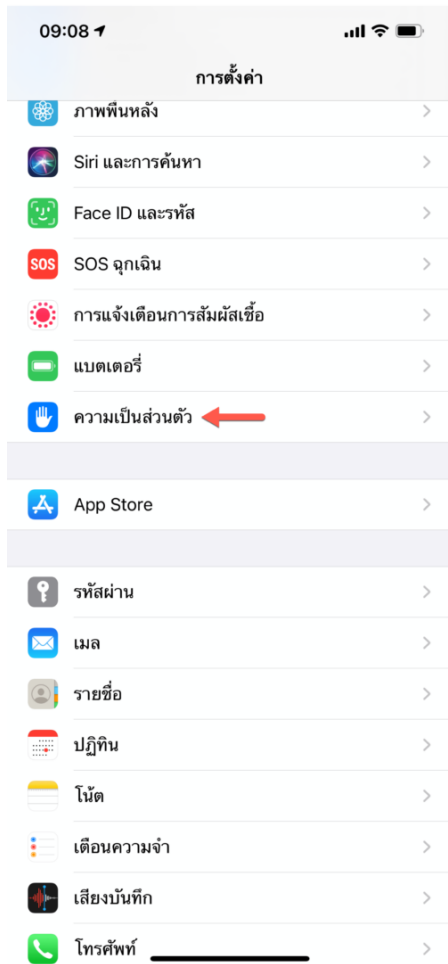 09:08
การตั้งค่า
ภาพพื้นหลัง
Siri และการค้นหา
Face ID และรหัส
SOS SOS ฉุกเฉิน
การแจ้งเตือนการสัมผัสเชื้อ
แบตเตอรี่
ความเป็นส่วนตัว
App Store
รหัสผ่าน
เมล
รายชื่อ
ปฏิทิน
โน้ต
เตือนความจำ
เสียงบันทึก
โทรศัพท์